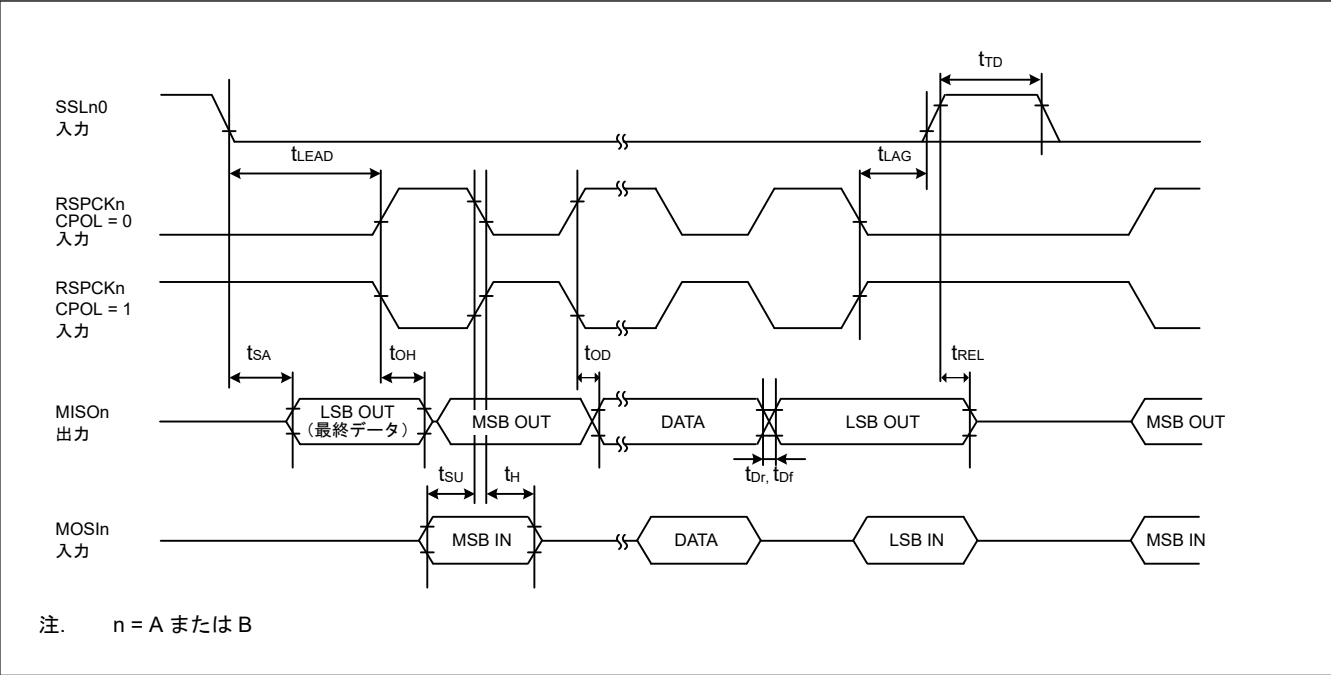 tTD
SSLn0
入力
tLEAD
tLAG
RSPCKn
CPOL = 0
入力
RSPCKn
CPOL = 1
入力
tSA
tOH
tOD
tREL
MISOn
出力
LSB OUT
(最終データ)
MSB OUT
DATA
LSB OUT
MSB OUT
tSU
tH
tDr, tDf
MOSIn
入力
MSB IN
DATA
LSB IN
MSB IN
注. n = A または B